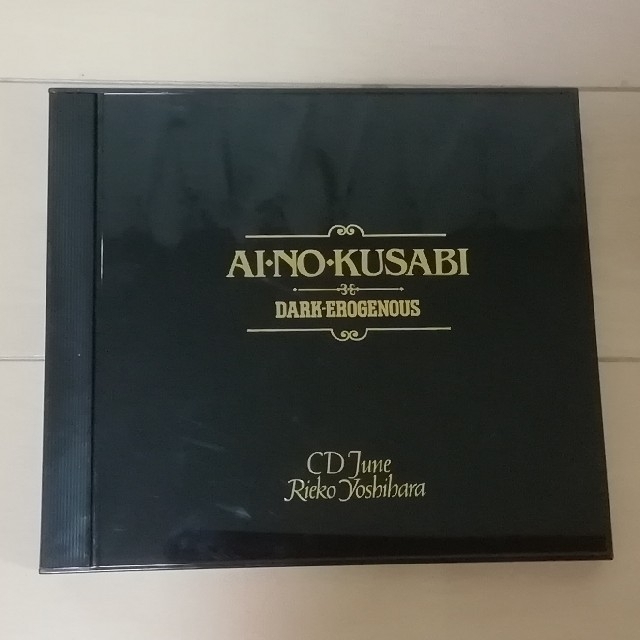 AI·NO·KUSABI
DARK-EROGENOUS
CD June
Rieko Yoshihara